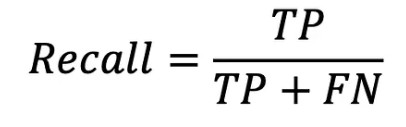 Recall = TP / TP + FN